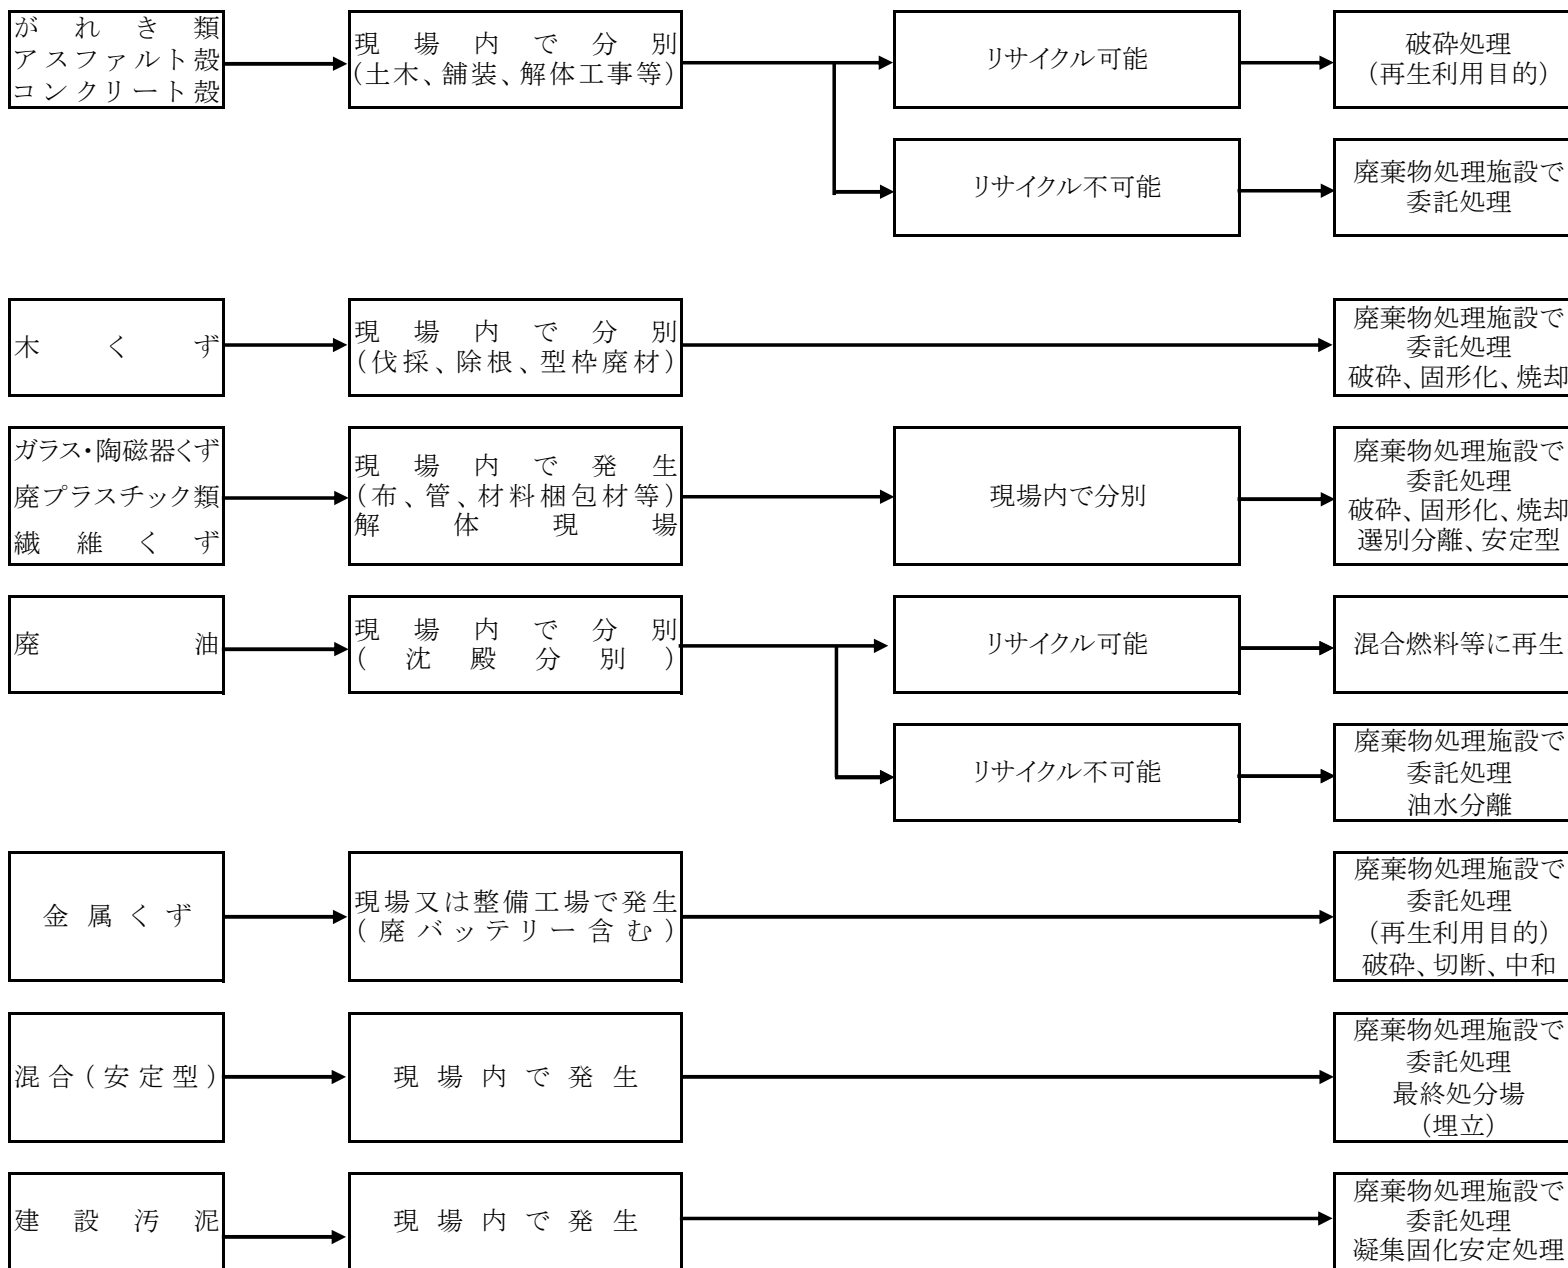 がれき類
アスファルト殻
コンクリート殻
現場内で分別
(土木、舗装、解体工事等)
リサイクル可能
破砕処理
(再生利用目的)
リサイクル不可能
廃棄物処理施設で
委託処理
木くず
現場内で分別
(伐採、除根、型枠廃材)
廃棄物処理施設で
委託処理
破砕、固形化、焼却
ガラス・陶磁器くず
廃プラスチック類
繊維くず
現場内で発生
(布、管、材料梱包材等)
解体現場
現場内で分別
廃棄物処理施設で
委託処理
破砕、固形化、焼却
選別分離、安定型
廃油
現場内で分別
(沈殿分別)
リサイクル可能
混合燃料等に再生
リサイクル不可能
廃棄物処理施設で
委託処理
油水分離
金属くず
現場又は整備工場で発生
(廃バッテリー含む)
廃棄物処理施設で
委託処理
(再生利用目的)
破砕、切断、中和
混合(安定型)
現場内で発生
廃棄物処理施設で
委託処理
最終処分場
(埋立)
建設汚泥
現場内で発生
廃棄物処理施設で
委託処理
凝集固化安定処理